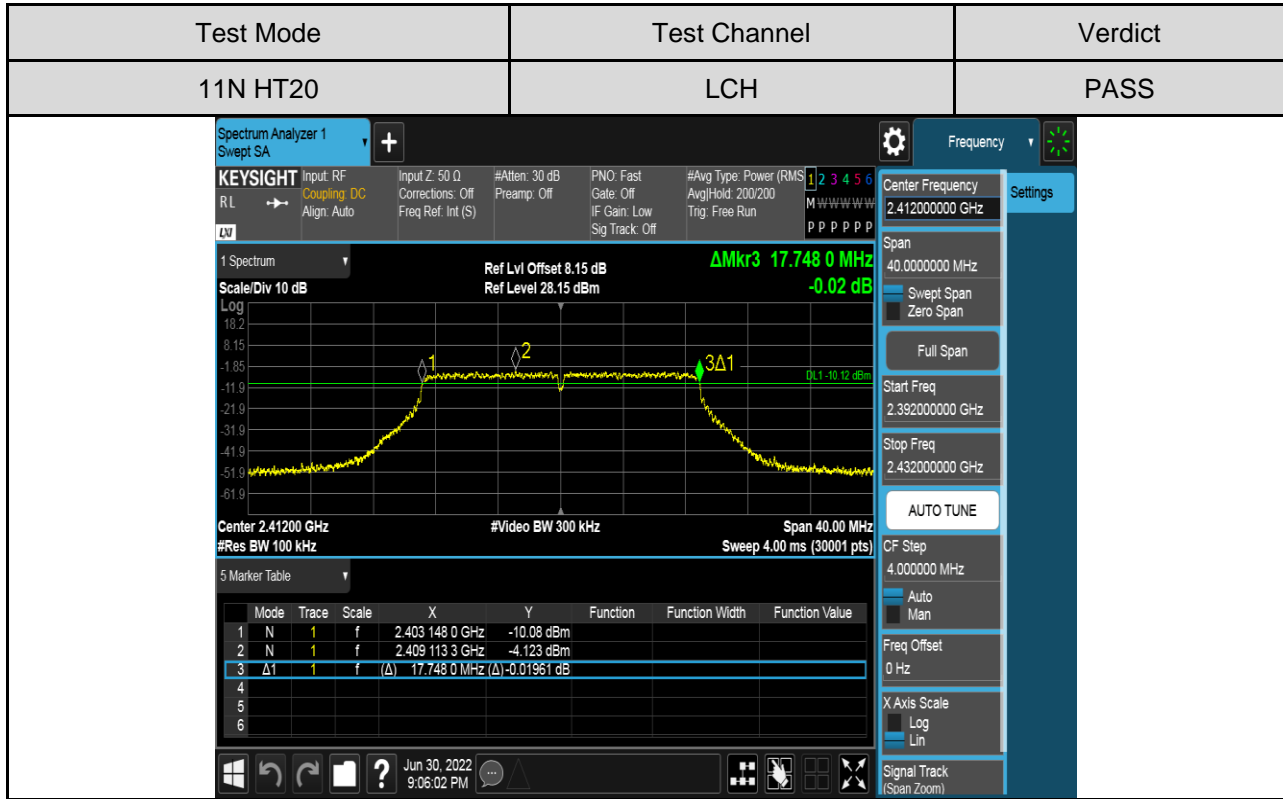 Test Mode Test Channel Verdict
11N HT20 LCH PASS
Spectrum Analyzer 1
Swept SA
+
Frequency
KEYSIGHT
RL
LXI
Input: RF
Coupling: DC
Align: Auto
Input Z: 50 Ω
Corrections: Off
Freq Ref: Int (S)
#Atten: 30 dB
Preamp: Off
PNO: Fast
Gate: Off
IF Gain: Low
Sig Track: Off
#Avg Type: Power (RMS
Avg|Hold: 200/200
Trig: Free Run
1 2 3 4 5 6
M W W W W W
P P P P P P
1 Spectrum
Scale/Div 10 dB
Ref Lvl Offset 8.15 dB
Ref Level 28.15 dBm
ΔMkr3 17.748 0 MHz
-0.02 dB
Log
18.2
8.15
-1.85
-11.9
-21.9
-31.9
-41.9
-51.9
-61.9
1
2
3Δ1
DL1 -10.12 dBm
Center 2.41200 GHz #Video BW 300 kHz Span 40.00 MHz
#Res BW 100 kHz Sweep 4.00 ms (30001 pts)
5 Marker Table
Mode Trace Scale X Y Function Function Width Function Value
1 N 1 f 2.403 148 0 GHz -10.08 dBm
2 N 1 f 2.409 113 3 GHz -4.123 dBm
3 Δ1 1 f (Δ) 17.748 0 MHz (Δ) -0.01961 dB
4
5
6
?
Jun 30, 2022
9:06:02 PM
Center Frequency
2.412000000 GHz
Settings
Span
40.0000000 MHz
Swept Span
Zero Span
Full Span
Start Freq
2.392000000 GHz
Stop Freq
2.432000000 GHz
AUTO TUNE
CF Step
4.000000 MHz
Auto
Man
Freq Offset
0 Hz
X Axis Scale
Log
Lin
Signal Track
(Span Zoom)